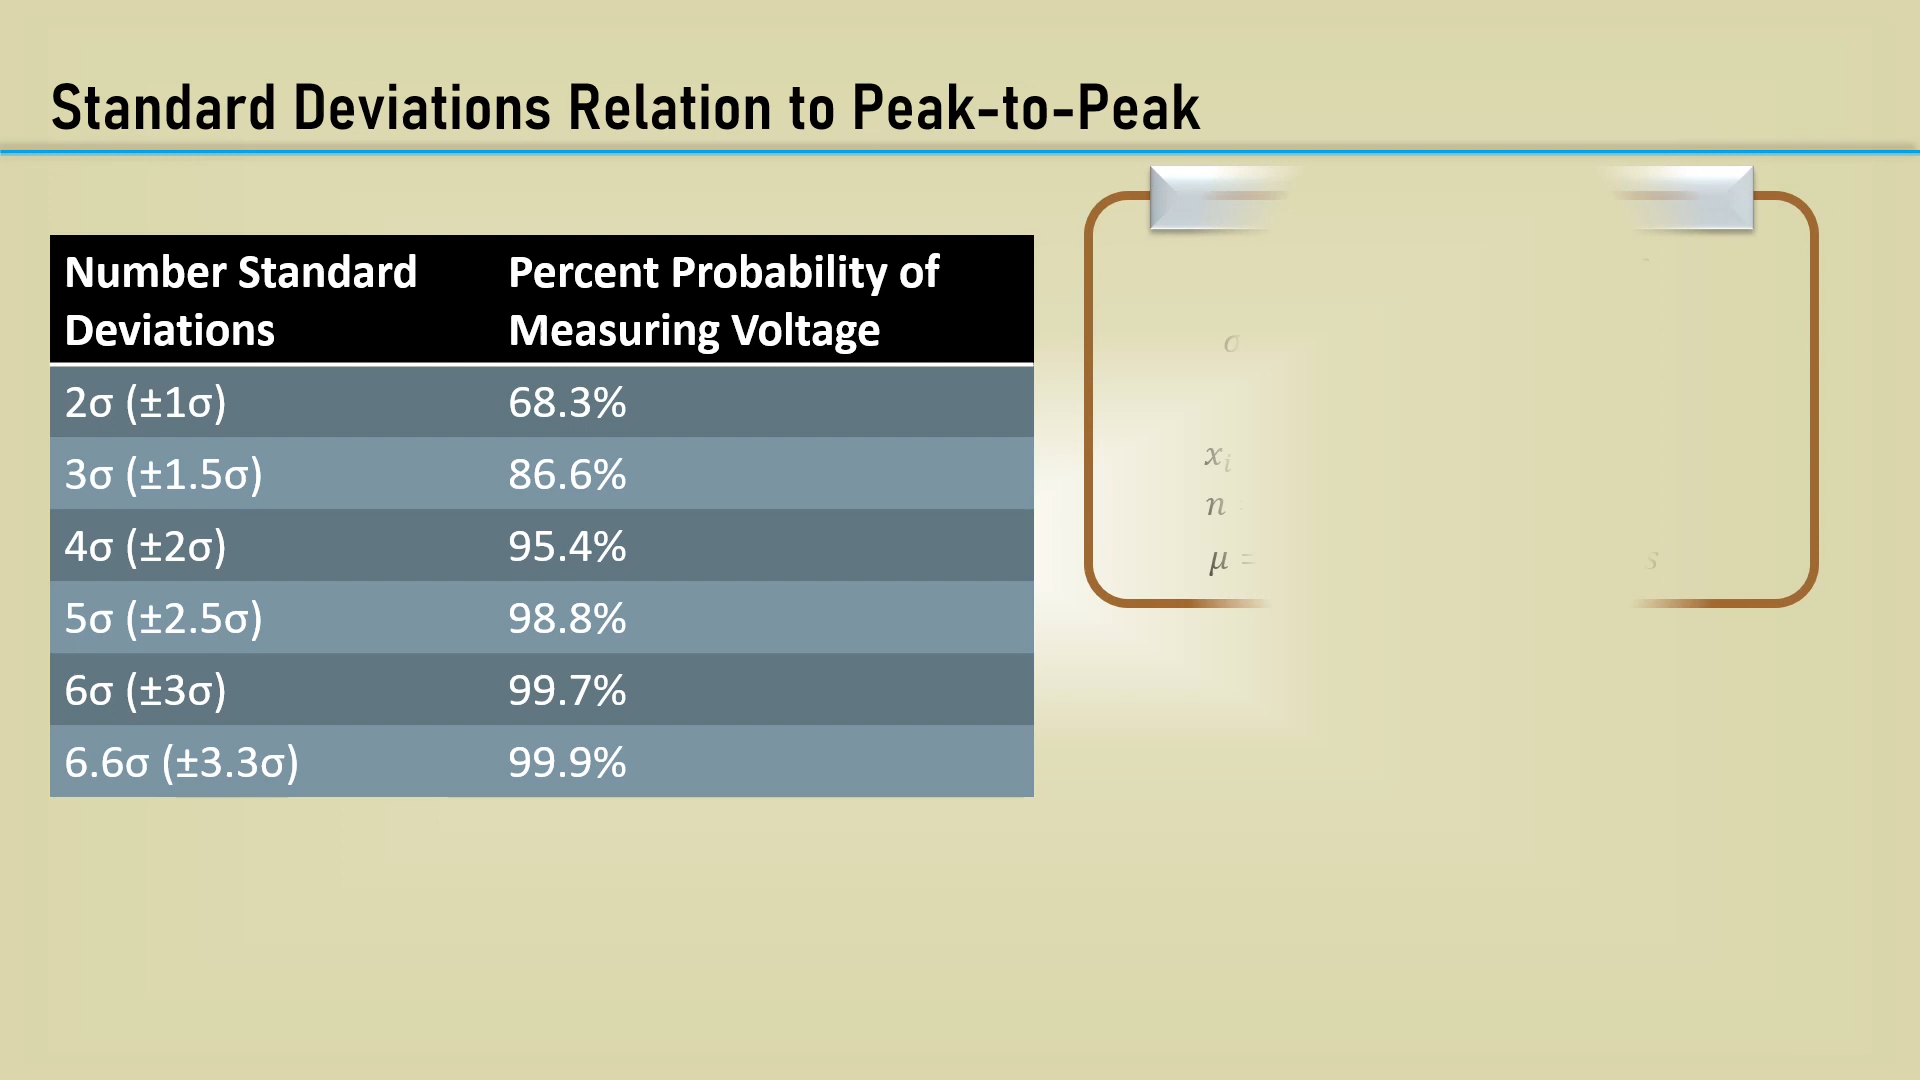 Standard Deviations Relation to Peak-to-Peak
Number Standard Deviations
Percent Probability of Measuring Voltage
2σ (±1σ) 68.3%
3σ (±1.5σ) 86.6%
4σ (±2σ) 95.4%
5σ (±2.5σ) 98.8%
6σ (±3σ) 99.7%
6.6σ (±3.3σ) 99.9%
σ
xᵢ
n
μ =
s